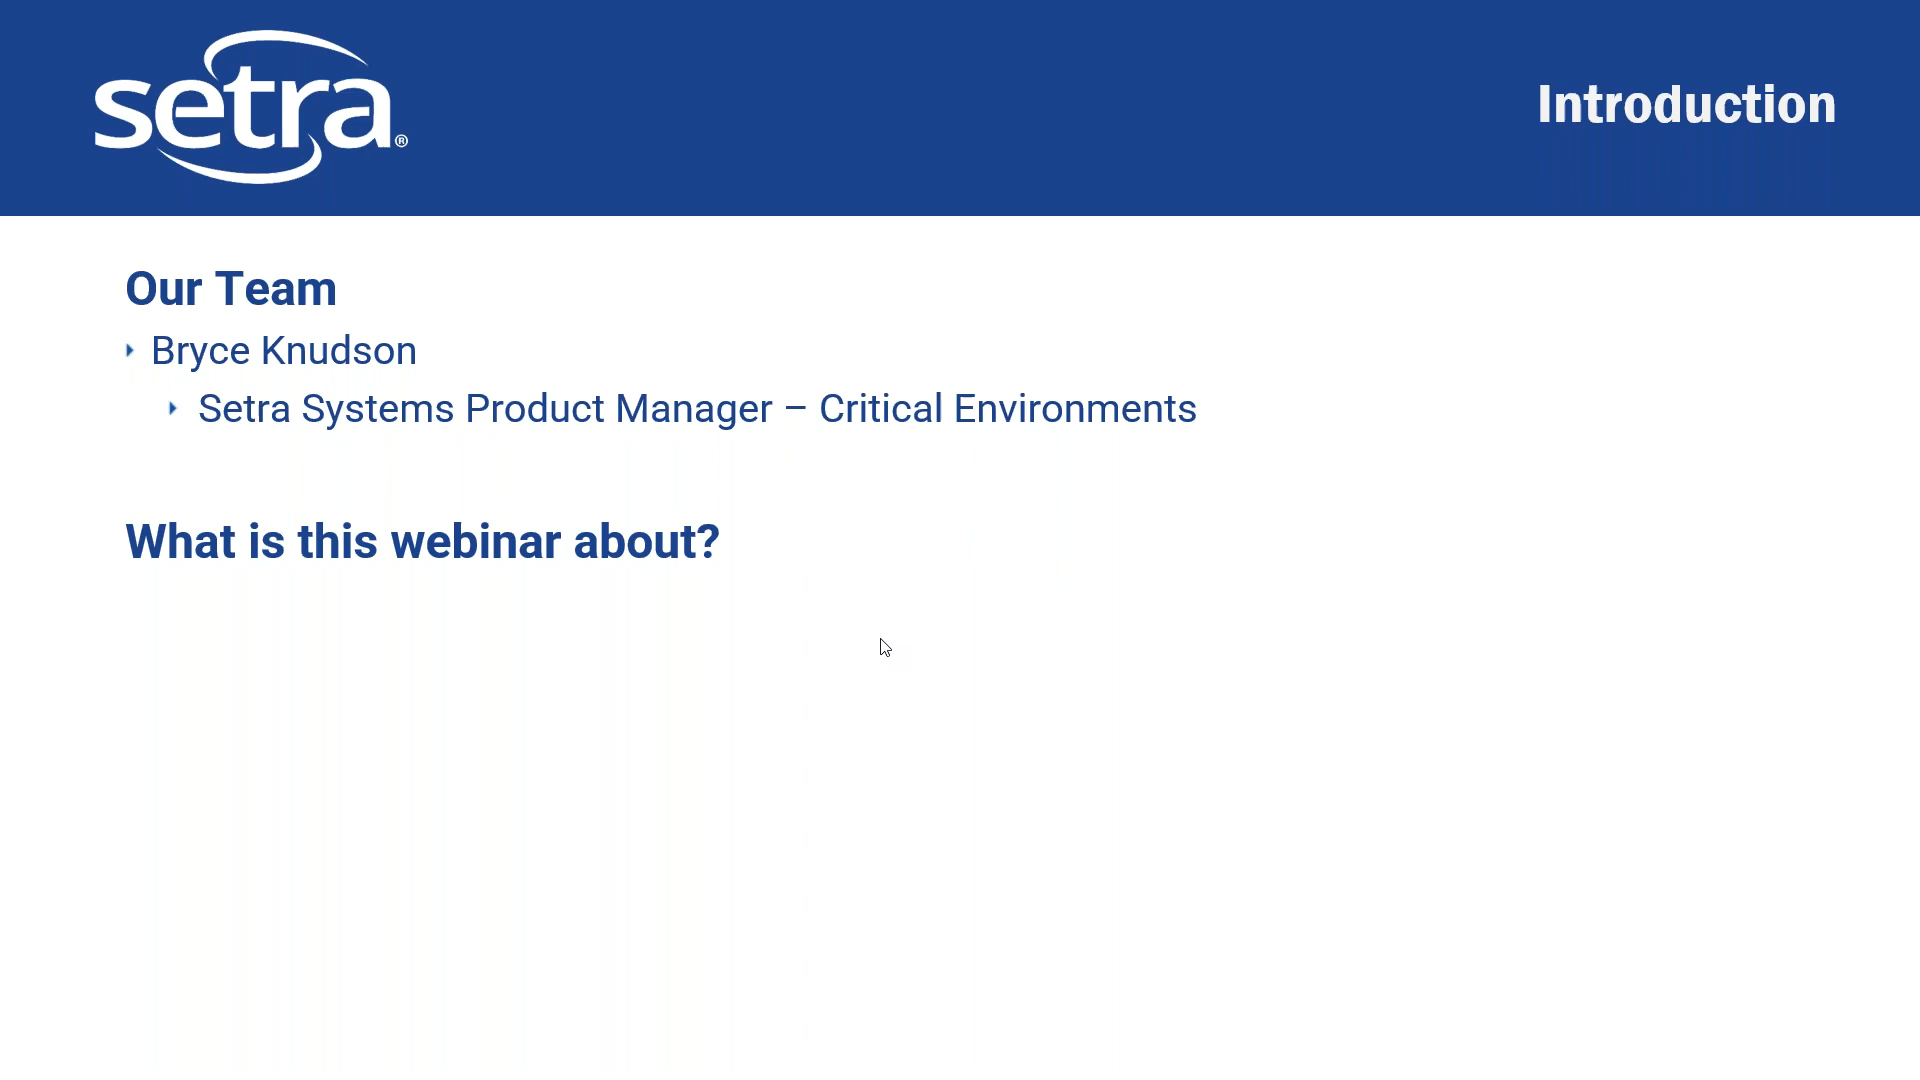 setra®
Introduction
Our Team
Bryce Knudson
Setra Systems Product Manager – Critical Environments
What is this webinar about?